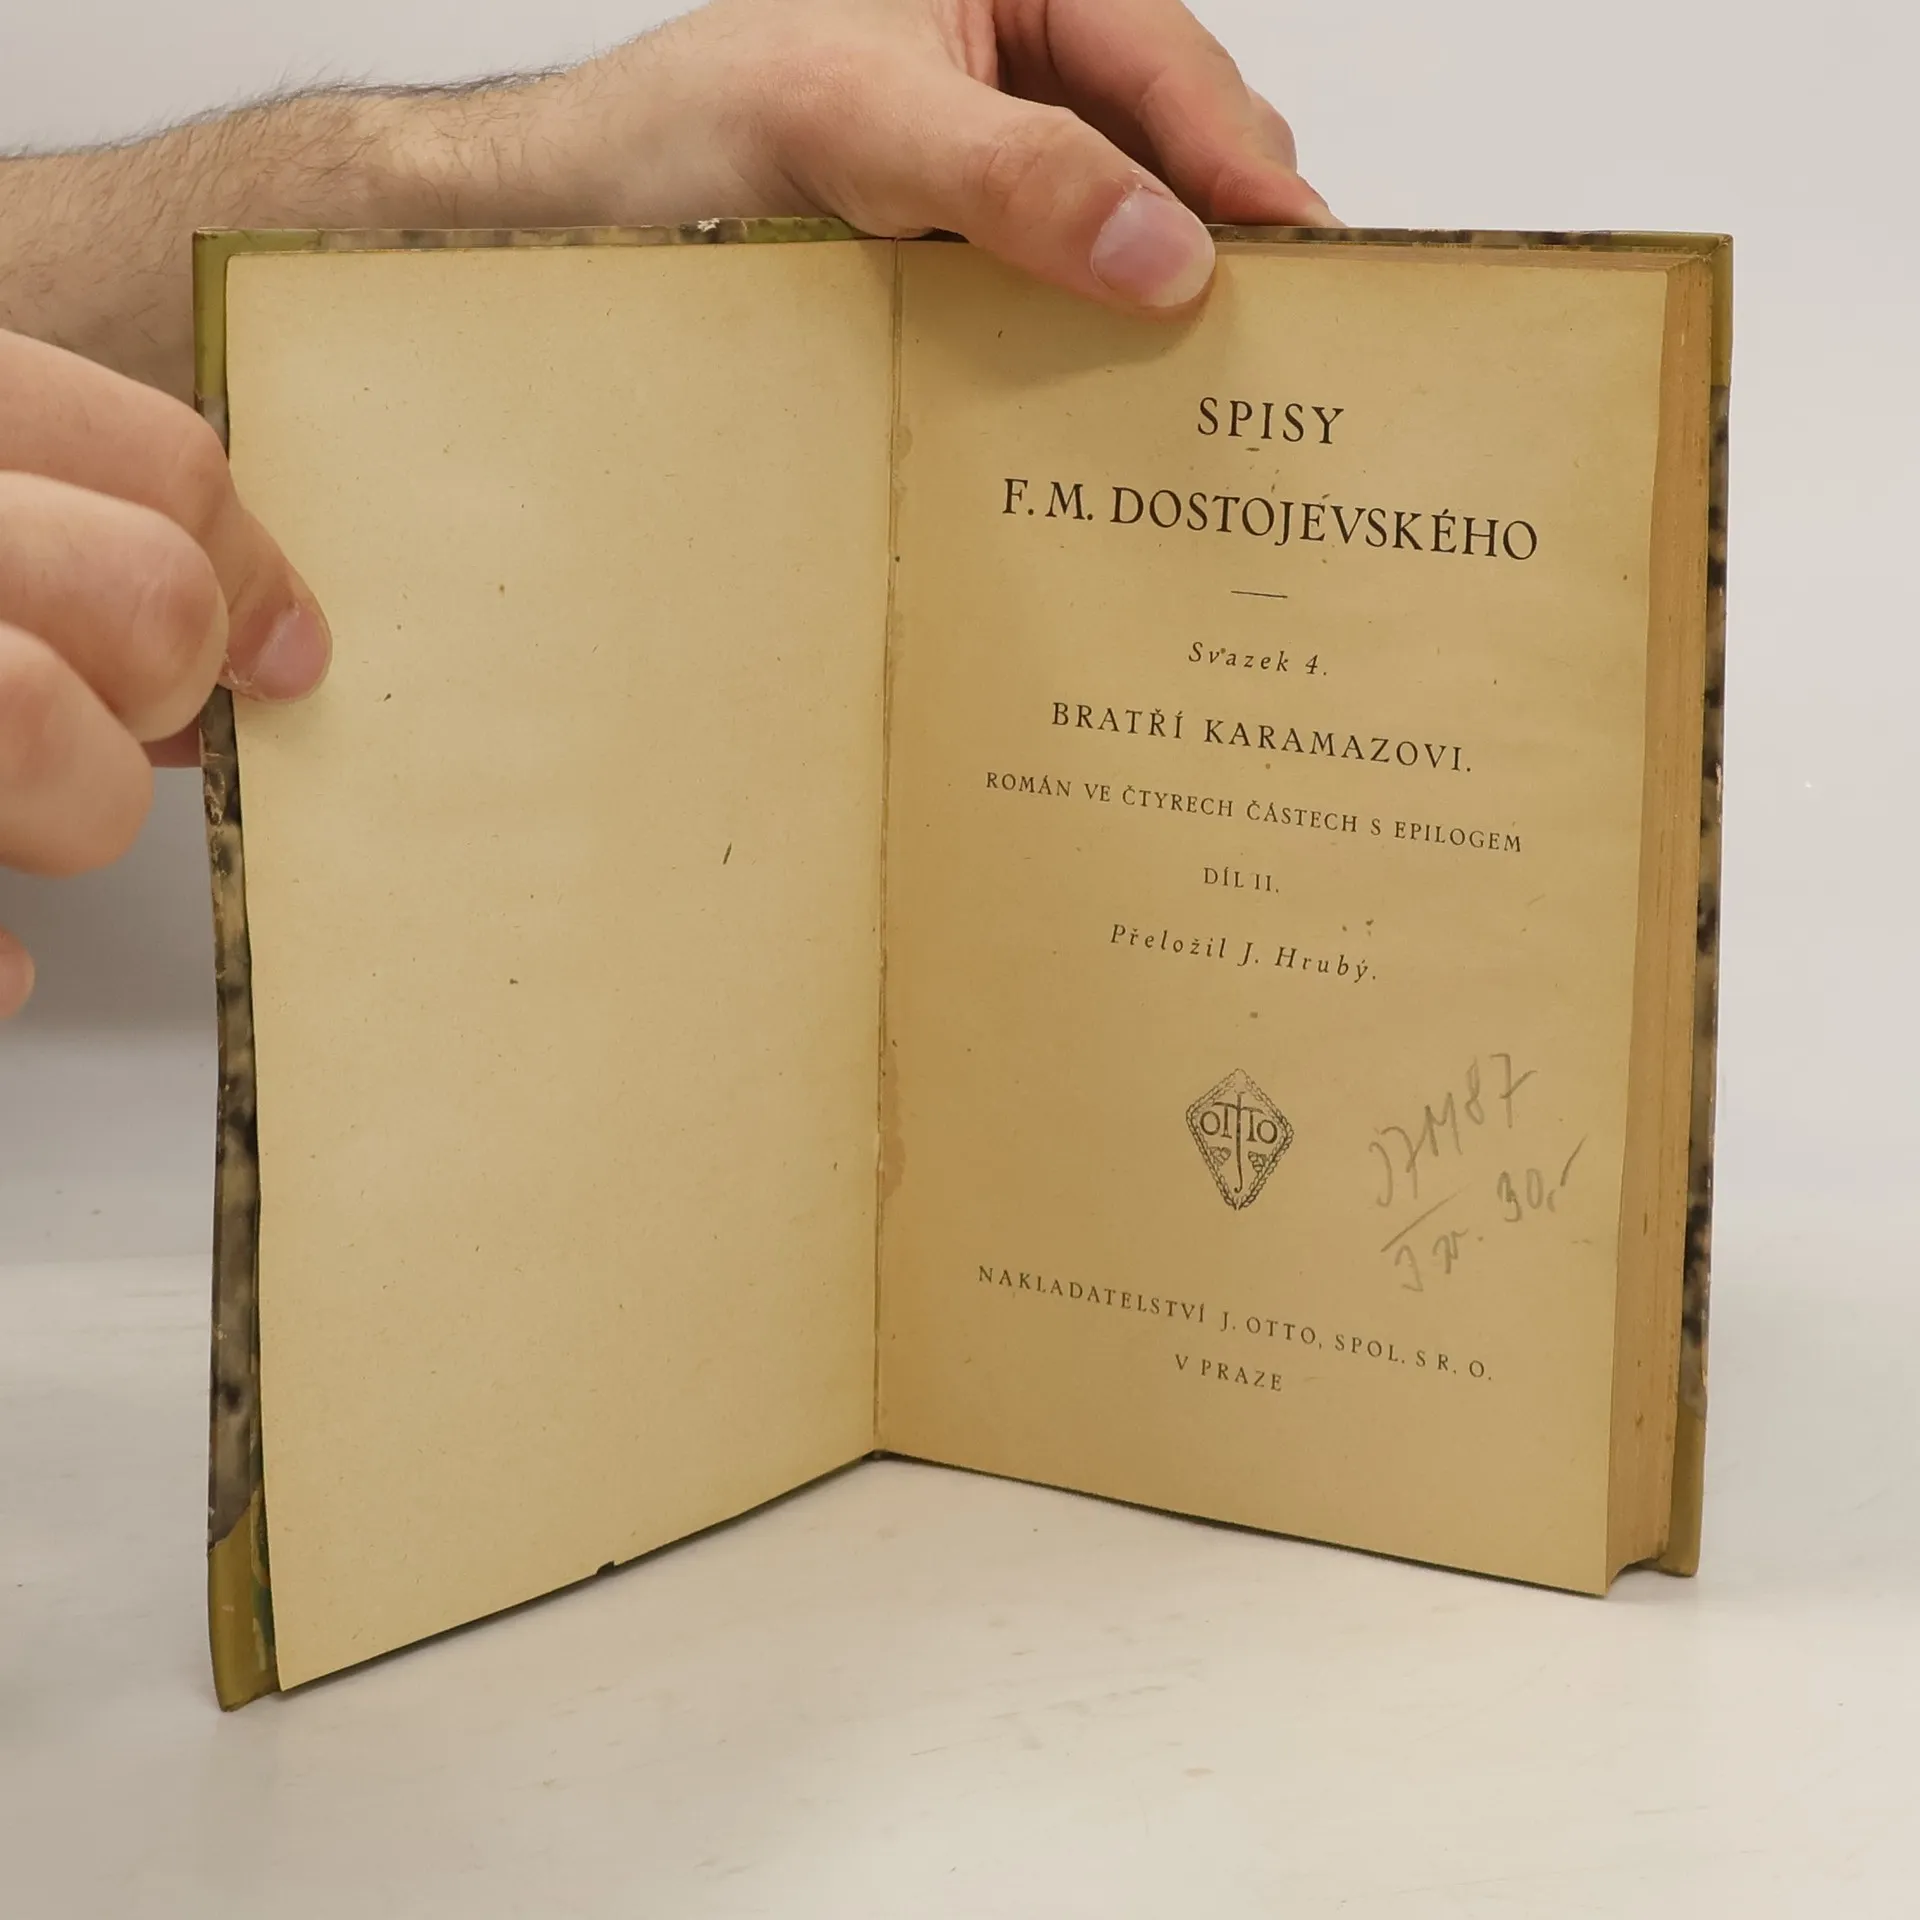 SPISY
F. M. DOSTOJEVSKÉHO
Svazek 4.
BRATŘÍ KARAMAZOVI.
ROMÁN VE ČTYRECH ČÁSTECH S EPILOGEM
DÍL II.
Přeložil J. Hrubý.
OTTO
NAKLADATELSTVÍ J. OTTO, SPOL. S R. O.
V PRAZE
30,-